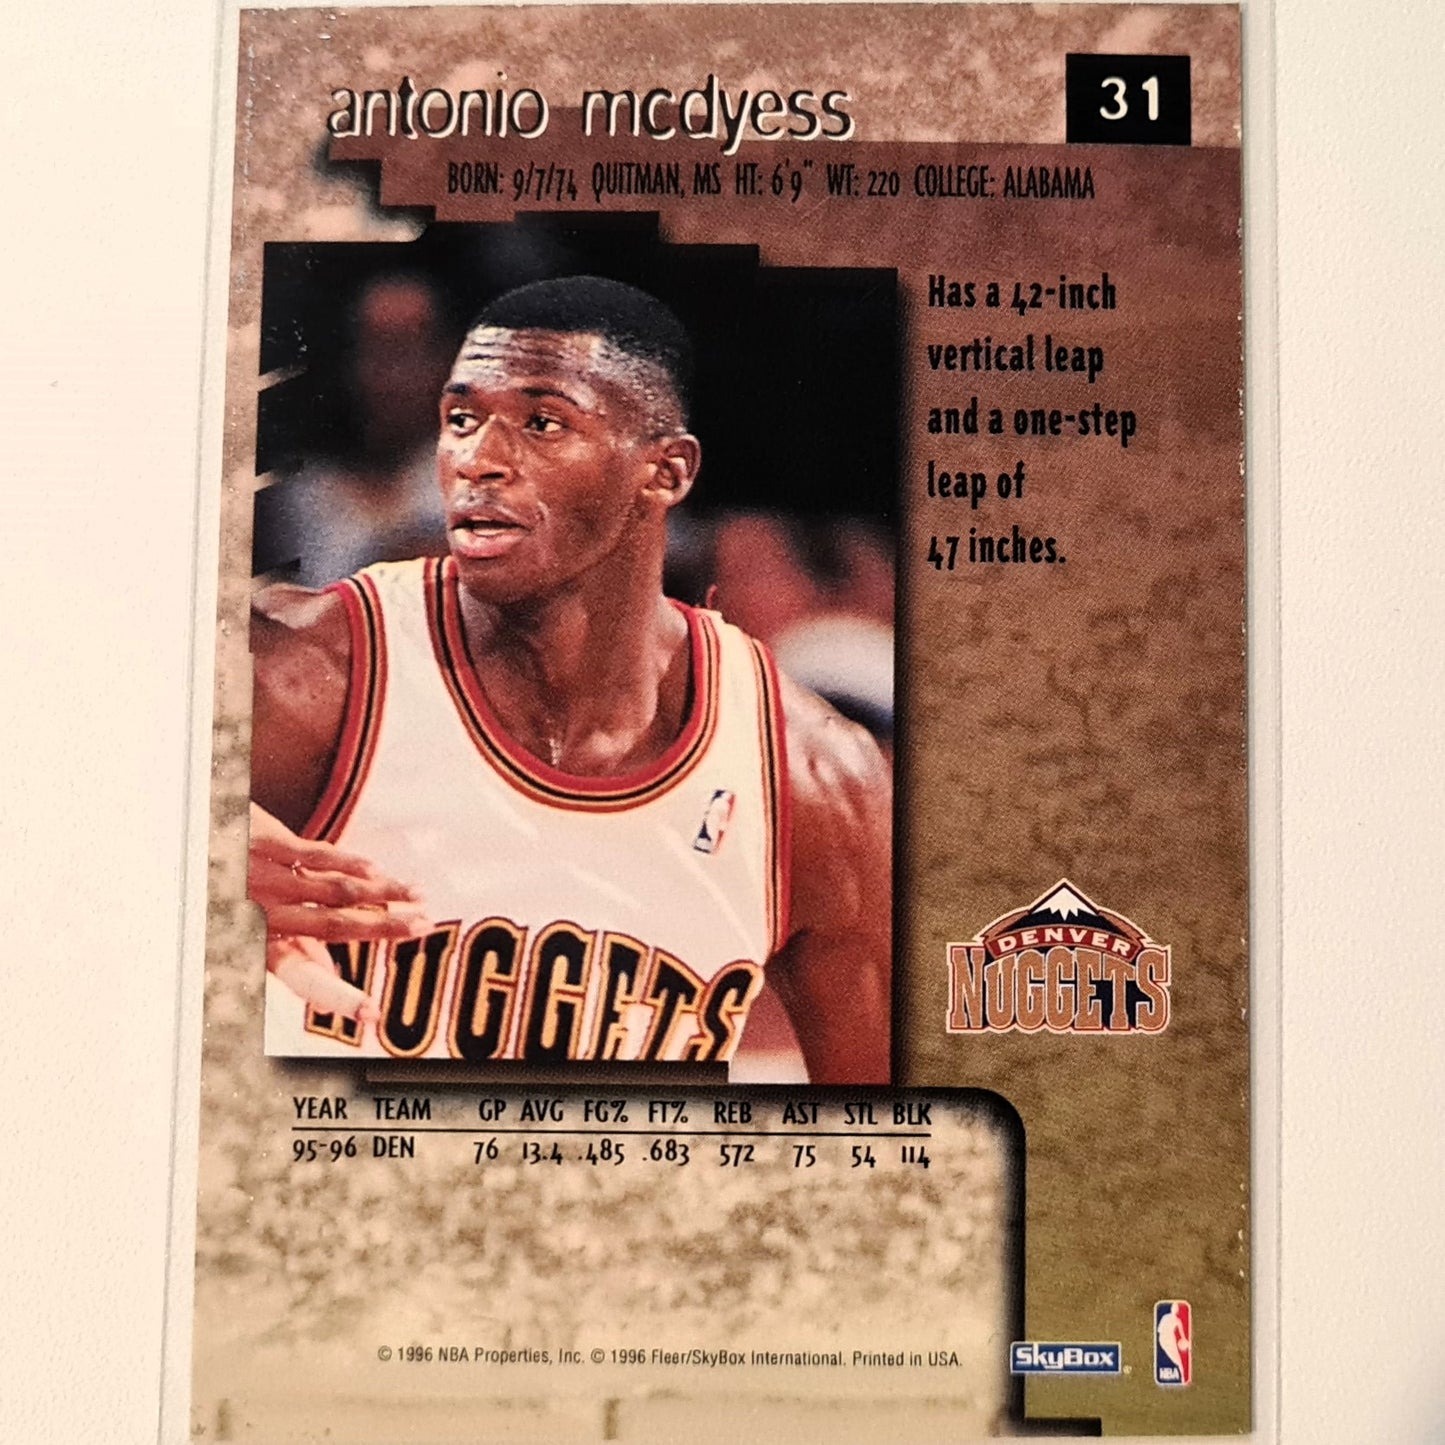 antonio mcdyess
31
BORN: 9/7/74 QUITMAN, MS HT: 6'9" WT: 220 COLLEGE: ALABAMA
Has a 42-inch
vertical leap
and a one-step
leap of
47 inches.
NUGGETS
DENVER
NUGGETS
YEAR TEAM GP AVG FG% FT% REB AST STL BLK
95-96 DEN 76 13.4 .485 .683 572 75 54 114
© 1996 NBA Properties, Inc. © 1996 Fleer/SkyBox International. Printed in USA.
SkyBox
NBA